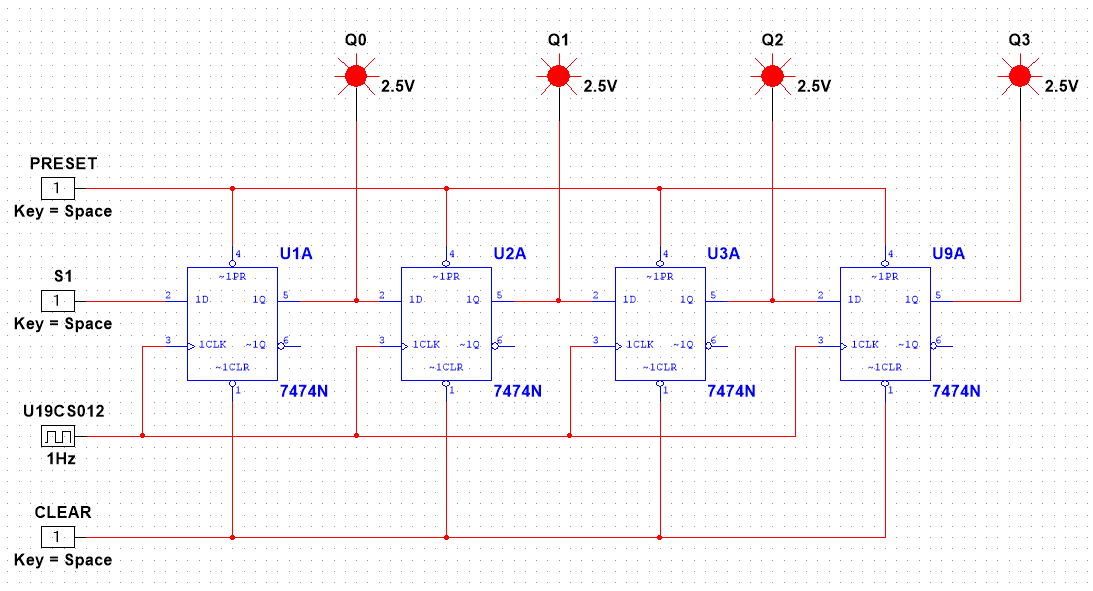 Q0 Q1 Q2 Q3
2.5V 2.5V 2.5V 2.5V
PRESET
1
Key = Space
4 4 4 4
U1A U2A U3A U9A
~1PR ~1PR ~1PR ~1PR
S1
1
2 1D 1Q 5 2 1D 1Q 5 2 1D 1Q 5 2 1D 1Q 5
Key = Space
3 1CLK ~1Q 6 3 1CLK ~1Q 6 3 1CLK ~1Q 6 3 1CLK ~1Q 6
~1CLR ~1CLR ~1CLR ~1CLR
1 1 1 1
7474N 7474N 7474N 7474N
U19CS012
1Hz
CLEAR
1
Key = Space